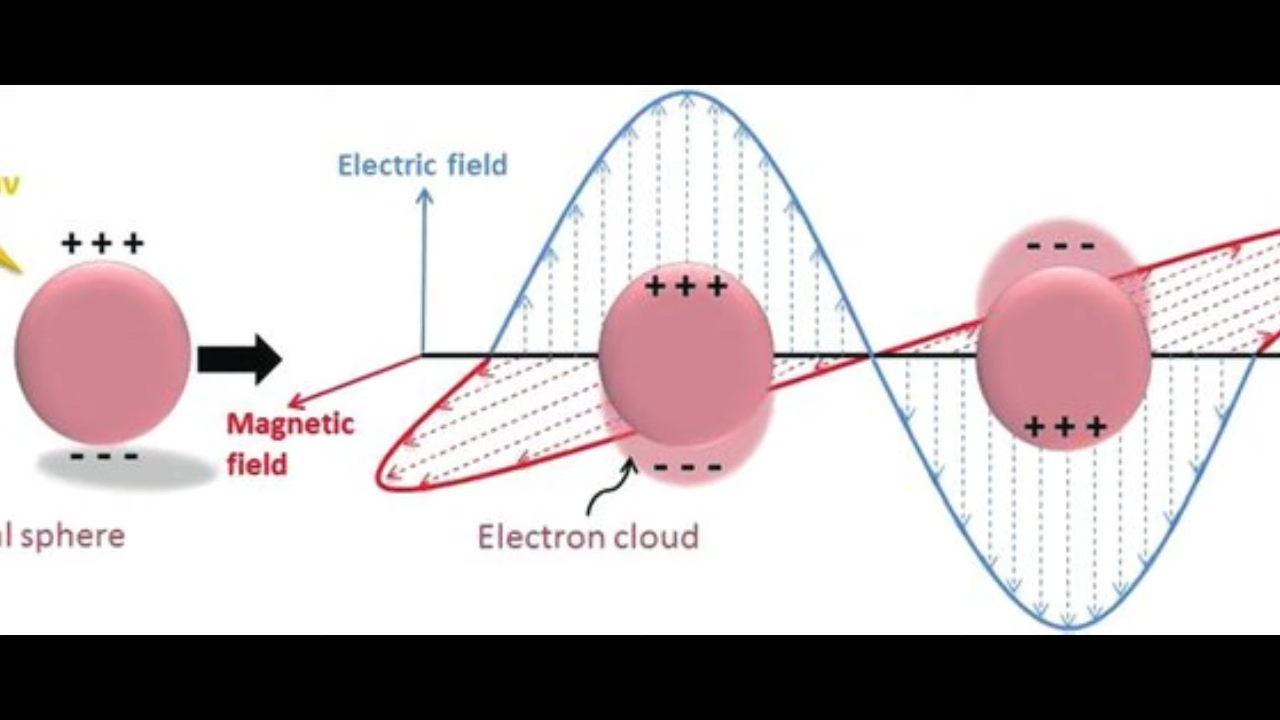 Electric field
+ + +
+ + +
- - -
+ + +
Magnetic
field
- - -
- - -
sphere
Electron cloud